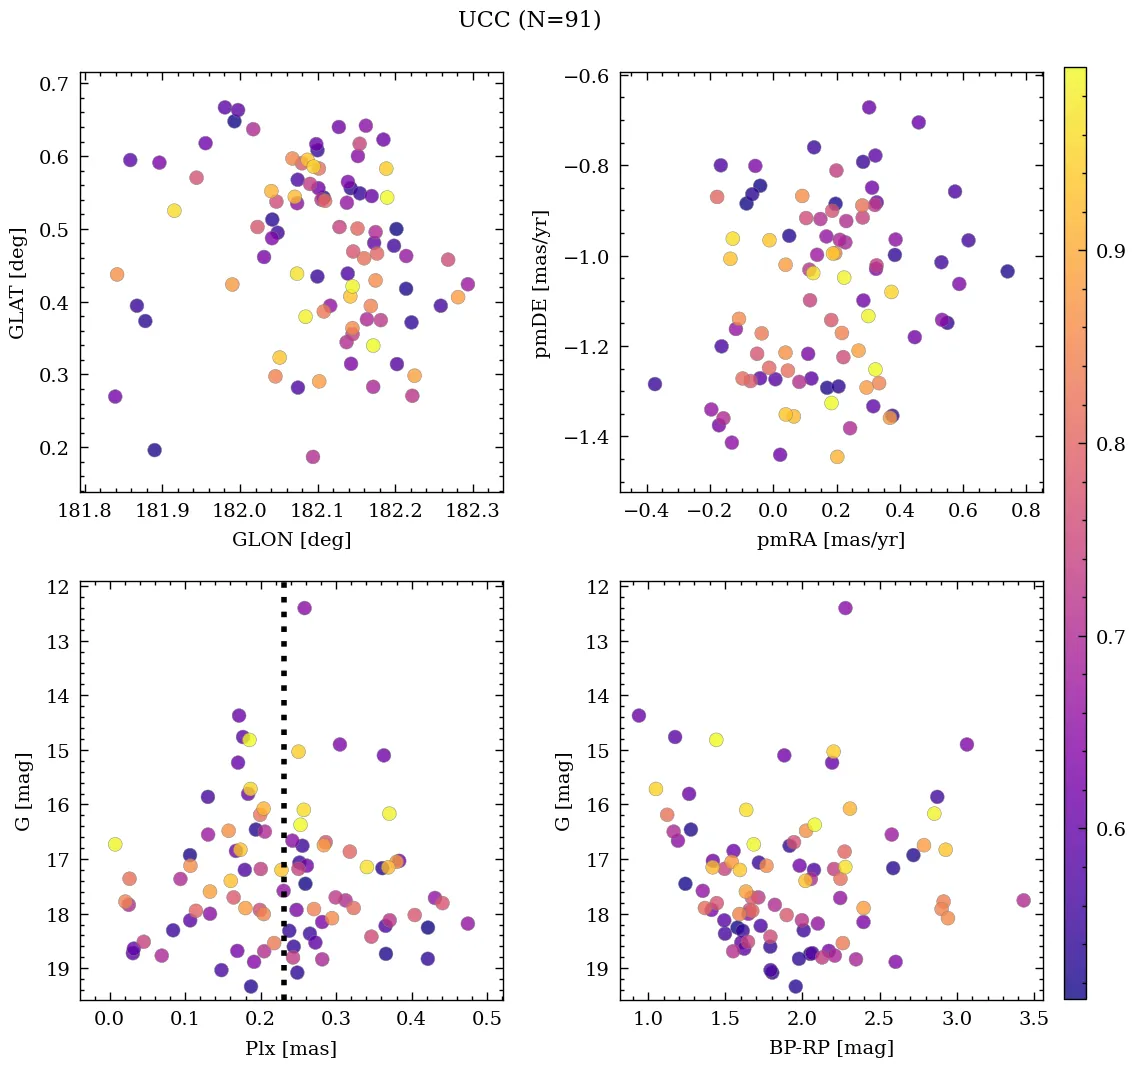 UCC (N=91)
0.7
0.6
0.5
0.4
0.3
0.2
GLAT [deg]
181.8 181.9 182.0 182.1 182.2 182.3
GLON [deg]
−0.6
−0.8
−1.0
−1.2
−1.4
pmDE [mas/yr]
−0.4 −0.2 0.0 0.2 0.4 0.6 0.8
pmRA [mas/yr]
12
13
14
15
16
17
18
19
G [mag]
0.0 0.1 0.2 0.3 0.4 0.5
Plx [mas]
12
13
14
15
16
17
18
19
G [mag]
1.0 1.5 2.0 2.5 3.0 3.5
BP-RP [mag]
0.9
0.8
0.7
0.6